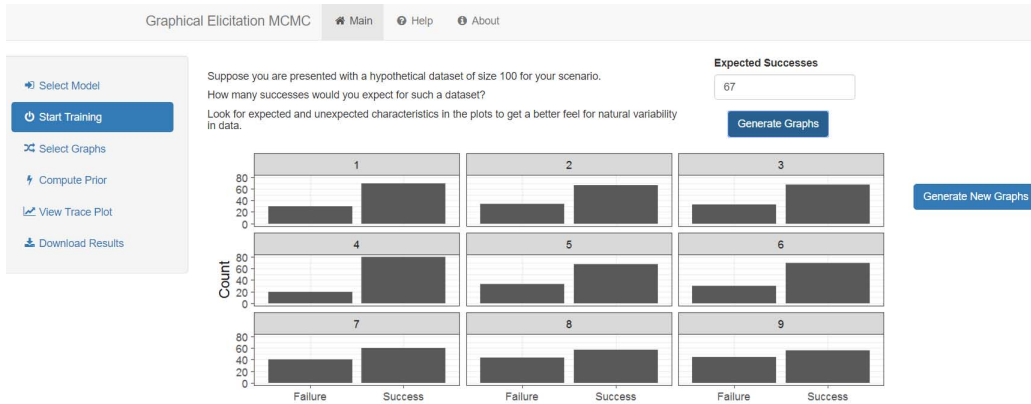 Graphical Elicitation MCMC
Main
Help
About
Select Model
Start Training
Select Graphs
Compute Prior
View Trace Plot
Download Results
Suppose you are presented with a hypothetical dataset of size 100 for your scenario.
How many successes would you expect for such a dataset?
Look for expected and unexpected characteristics in the plots to get a better feel for natural variability
in data.
Expected Successes
67
Generate Graphs
Generate New Graphs
1 2 3
80
60
40
20
0
4 5 6
80
60
40
20
0
7 8 9
80
60
40
20
0
Count
Failure Success Failure Success Failure Success